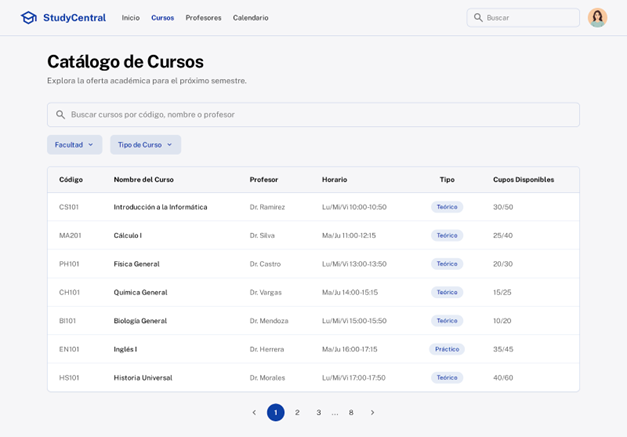 StudyCentral Inicio Cursos Profesores Calendario Buscar
Catálogo de Cursos
Explora la oferta académica para el próximo semestre.
Buscar cursos por código, nombre o profesor
Facultad Tipo de Curso
Código Nombre del Curso Profesor Horario Tipo Cupos Disponibles
CS101 Introducción a la Informática Dr. Ramirez Lu/Mi/Vi 10:00-10:50 Teórico 30/50
MA201 Cálculo I Dr. Silva Ma/Ju 11:00-12:15 Teórico 25/40
PH101 Física General Dr. Castro Lu/Mi/Vi 13:00-13:50 Teórico 20/30
CH101 Química General Dr. Vargas Ma/Ju 14:00-15:15 Teórico 15/25
BI101 Biología General Dr. Mendoza Lu/Mi/Vi 15:00-15:50 Teórico 10/20
EN101 Inglés I Dr. Herrera Ma/Ju 16:00-17:15 Práctico 35/45
HS101 Historia Universal Dr. Morales Lu/Mi/Vi 17:00-17:50 Teórico 40/60
1 2 3 ... 8